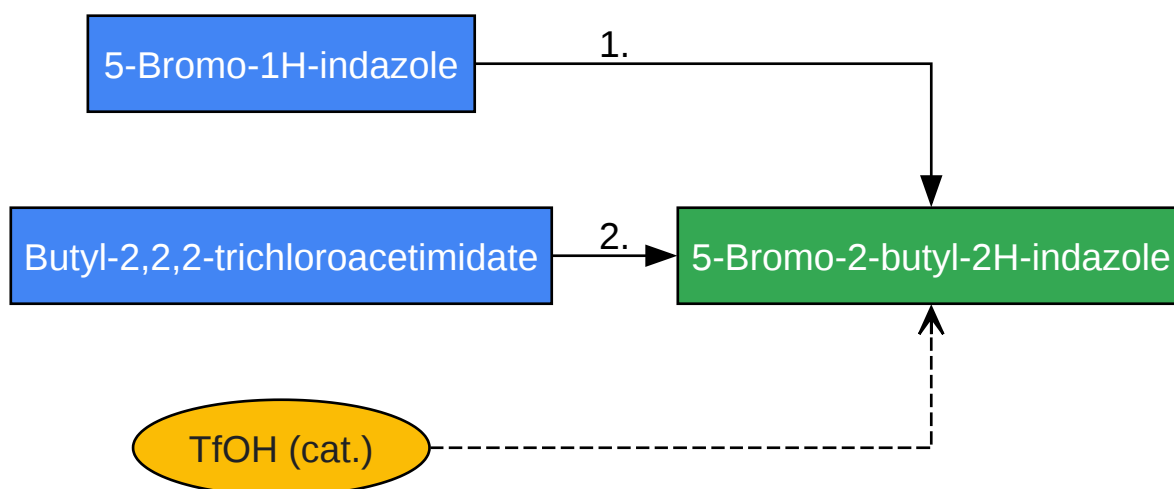 5-Bromo-1H-indazole
1.
Butyl-2,2,2-trichloroacetimidate
2.
5-Bromo-2-butyl-2H-indazole
TfOH (cat.)